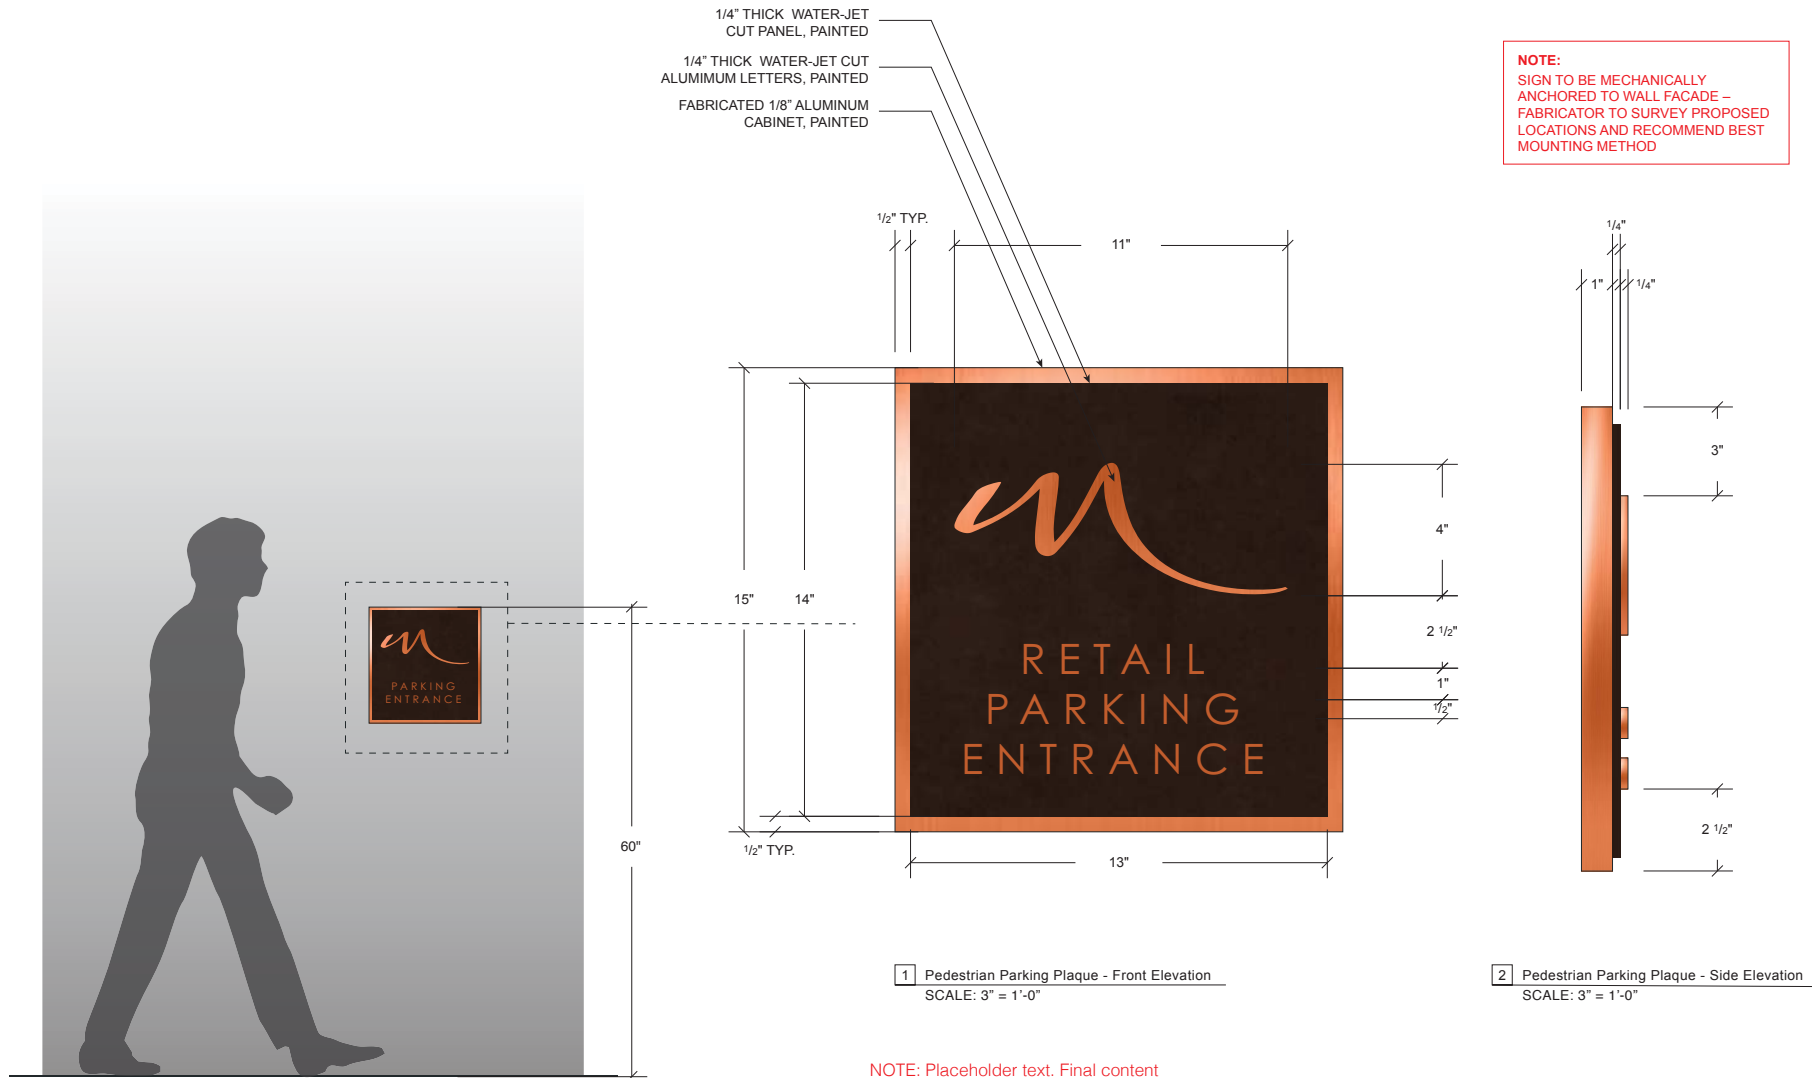 1/4” THICK  WATER-JET
CUT PANEL, PAINTED
1/4” THICK  WATER-JET CUT
ALUMIMUM LETTERS, PAINTED
FABRICATED 1/8” ALUMINUM
CABINET, PAINTED
NOTE:
SIGN TO BE MECHANICALLY
ANCHORED TO WALL FACADE –
FABRICATOR TO SURVEY PROPOSED
LOCATIONS AND RECOMMEND BEST
MOUNTING METHOD
1/2" TYP.
11"
1/4"
1"
1/4"
3"
4"
15"
14"
2 1/2"
1"
1/2"
m
RETAIL
PARKING
ENTRANCE
m
PARKING
ENTRANCE
60"
1/2" TYP.
13"
2 1/2"
1 Pedestrian Parking Plaque - Front Elevation
SCALE: 3” = 1’-0”
2 Pedestrian Parking Plaque - Side Elevation
SCALE: 3” = 1’-0”
NOTE: Placeholder text. Final content